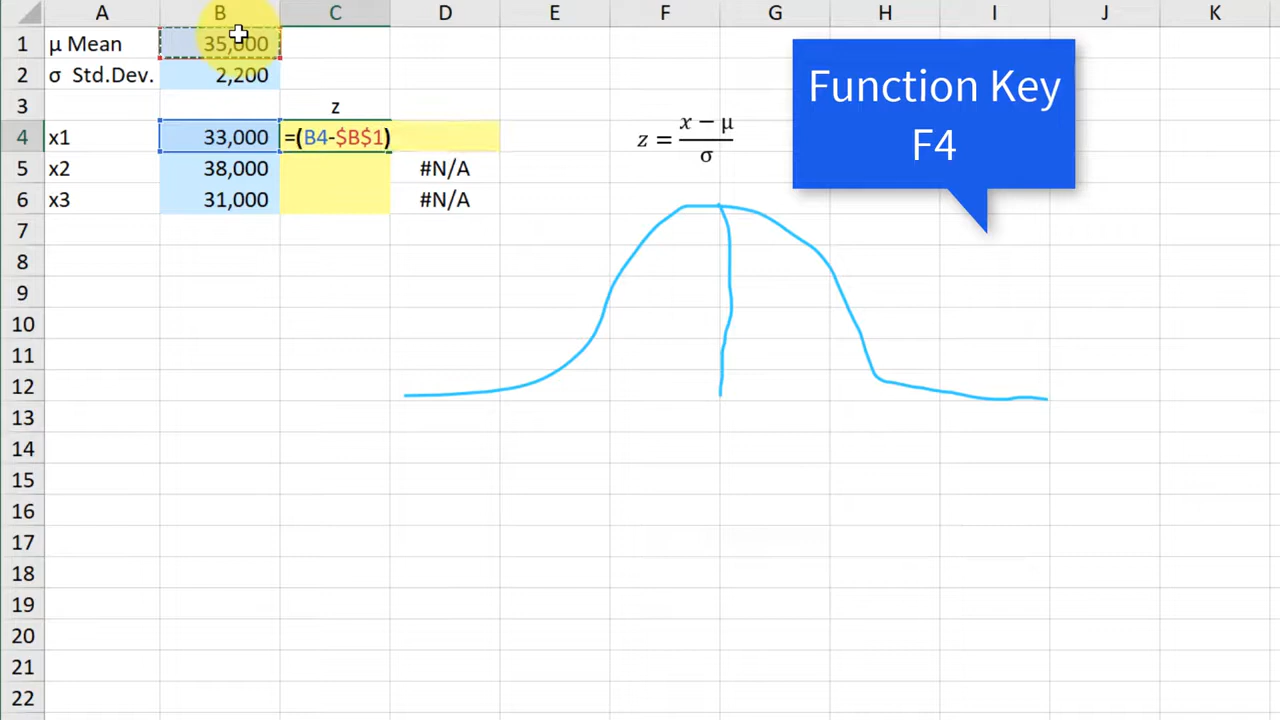 A B C D E F G H I J K
1 μ Mean 35,000
2 σ Std.Dev. 2,200
3 z
4 x1 33,000 =(B4-$B$1)
5 x2 38,000 #N/A
6 x3 31,000 #N/A
7
8
9
10
11
12
13
14
15
16
17
18
19
20
21
22
z = x − μ
σ
Function Key
F4